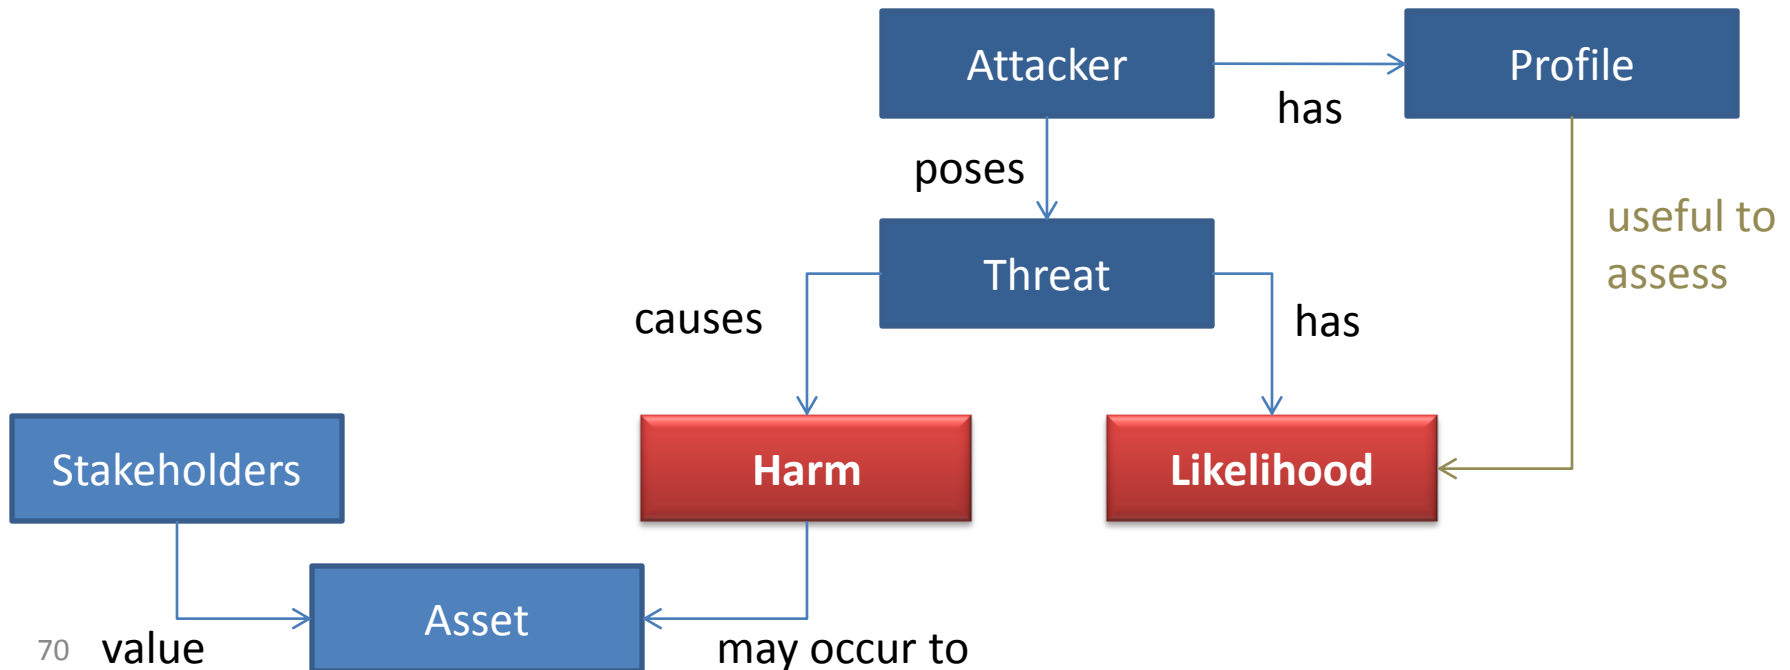 Attacker
Profile
has
poses
useful to
assess
Threat
causes
has
Stakeholders
Harm
Likelihood
Asset
70
value
may occur to